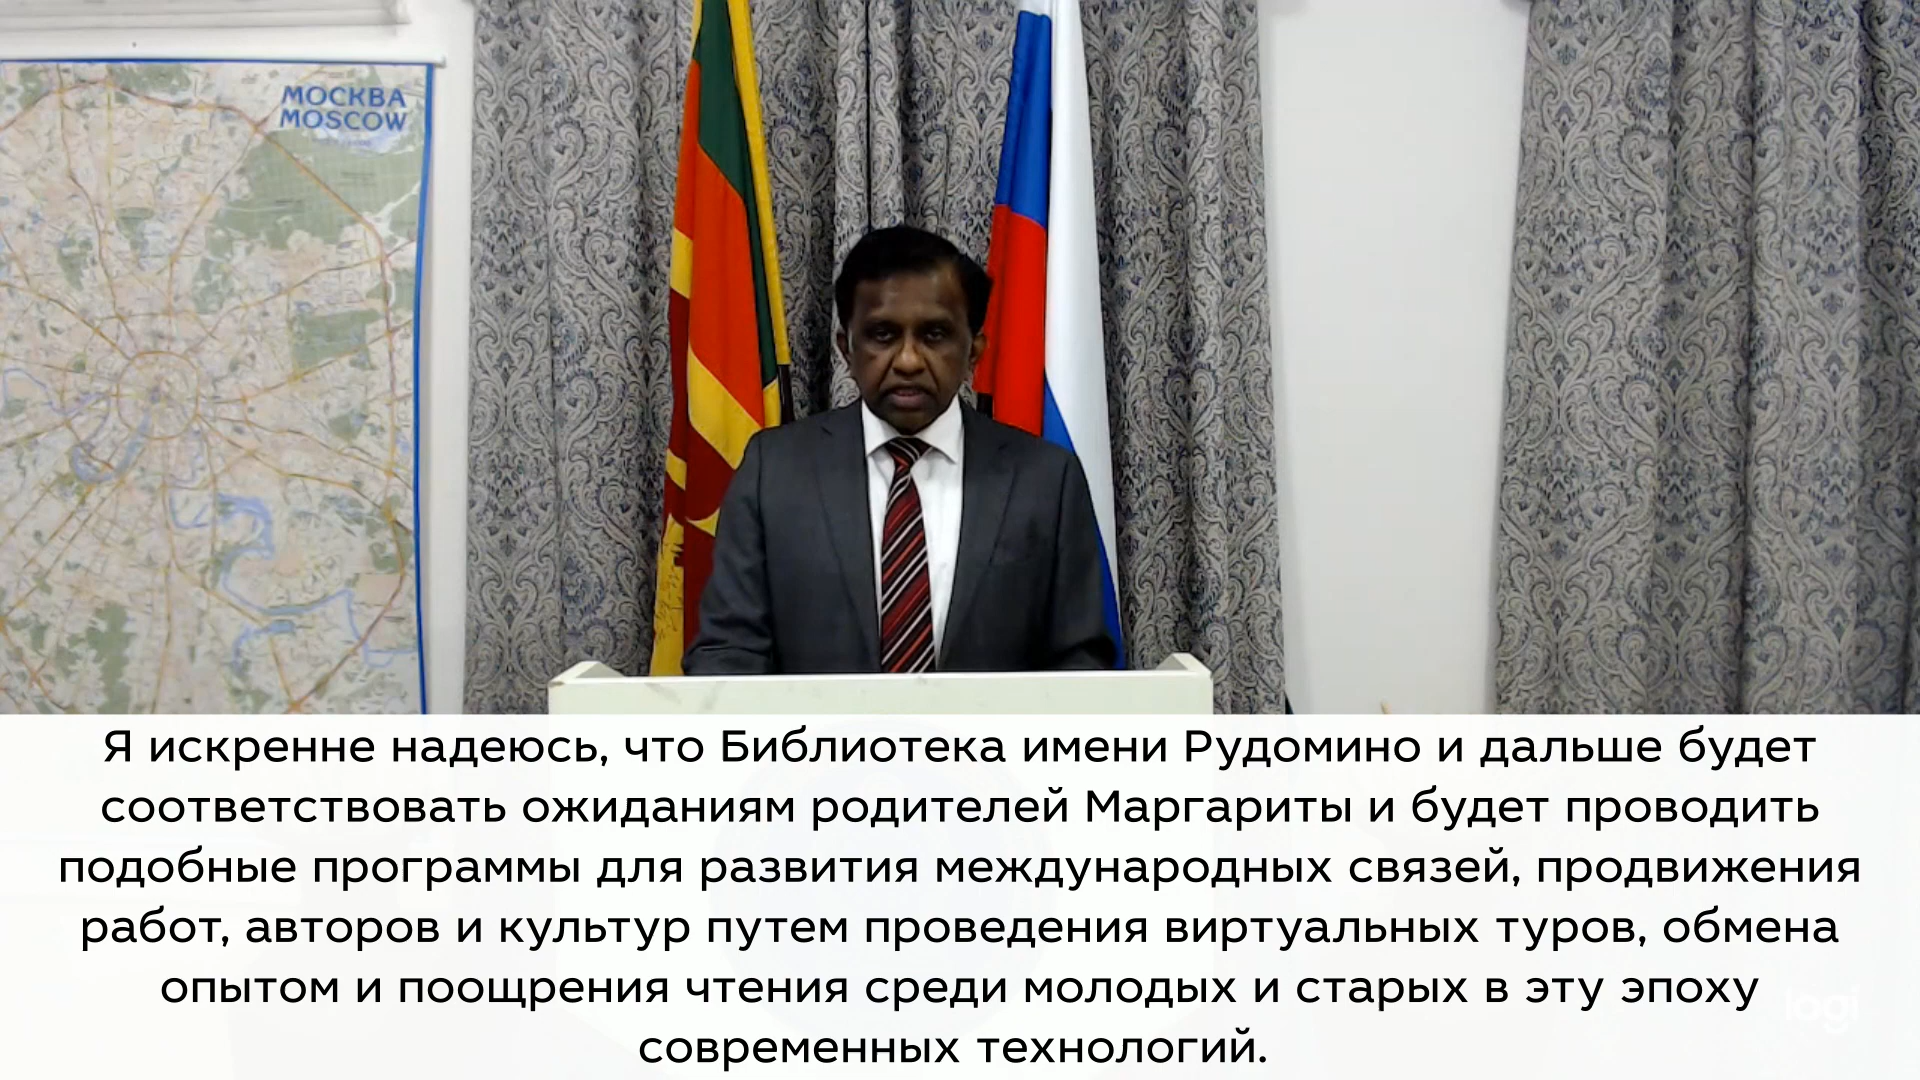 МОСКВА
MOSCOW
Я искренне надеюсь, что Библиотека имени Рудомино и дальше будет
соответствовать ожиданиям родителей Маргариты и будет проводить
подобные программы для развития международных связей, продвижения
работ, авторов и культур путем проведения виртуальных туров, обмена
опытом и поощрения чтения среди молодых и старых в эту эпоху
современных технологий.
logi